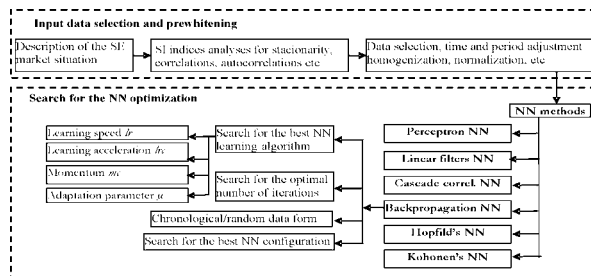 Input data selection and prewhitening
Description of the SE
market situation
SI indices analyses for stacionarity,
correlations, autocorrelations etc
Data selection, time and period adjustment
homogenization, normalization, etc
Search for the NN optimization
NN methods
Learning speed lr
Learning acceleration lrv
Momentum mc
Adaptation parameter μ
Search for the best NN
learning algorithm
Search for the optimal
number of iterations
Chronological/random data form
Search for the best NN configuration
Perceptron NN
Linear filters NN
Cascade correl. NN
Backpropagation NN
Hopfild's NN
Kohonen's NN